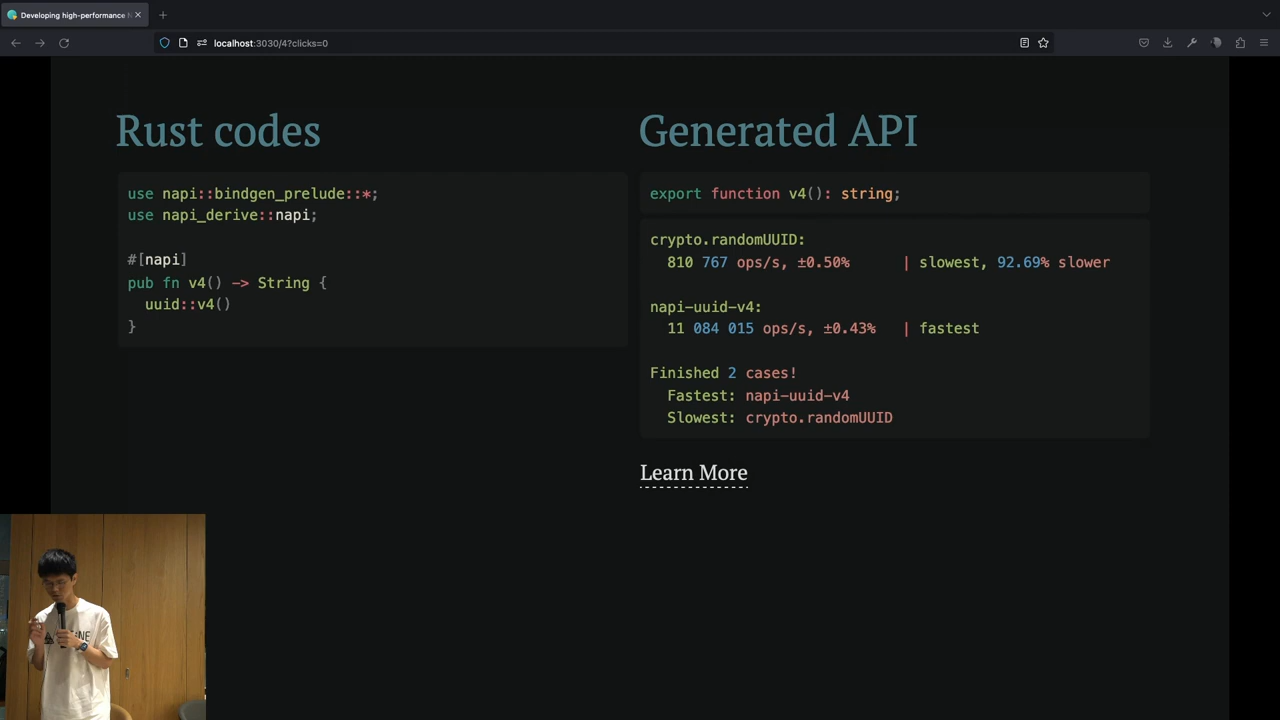 Developing high-performance
localhost:3030/4?clicks=0
Rust codes
use napi::bindgen_prelude::*;
use napi_derive::napi;
#[napi]
pub fn v4() -> String {
uuid::v4()
}
Generated API
export function v4(): string;
crypto.randomUUID:
810 767 ops/s, ±0.50% | slowest, 92.69% slower
napi-uuid-v4:
11 084 015 ops/s, ±0.43% | fastest
Finished 2 cases!
Fastest: napi-uuid-v4
Slowest: crypto.randomUUID
Learn More